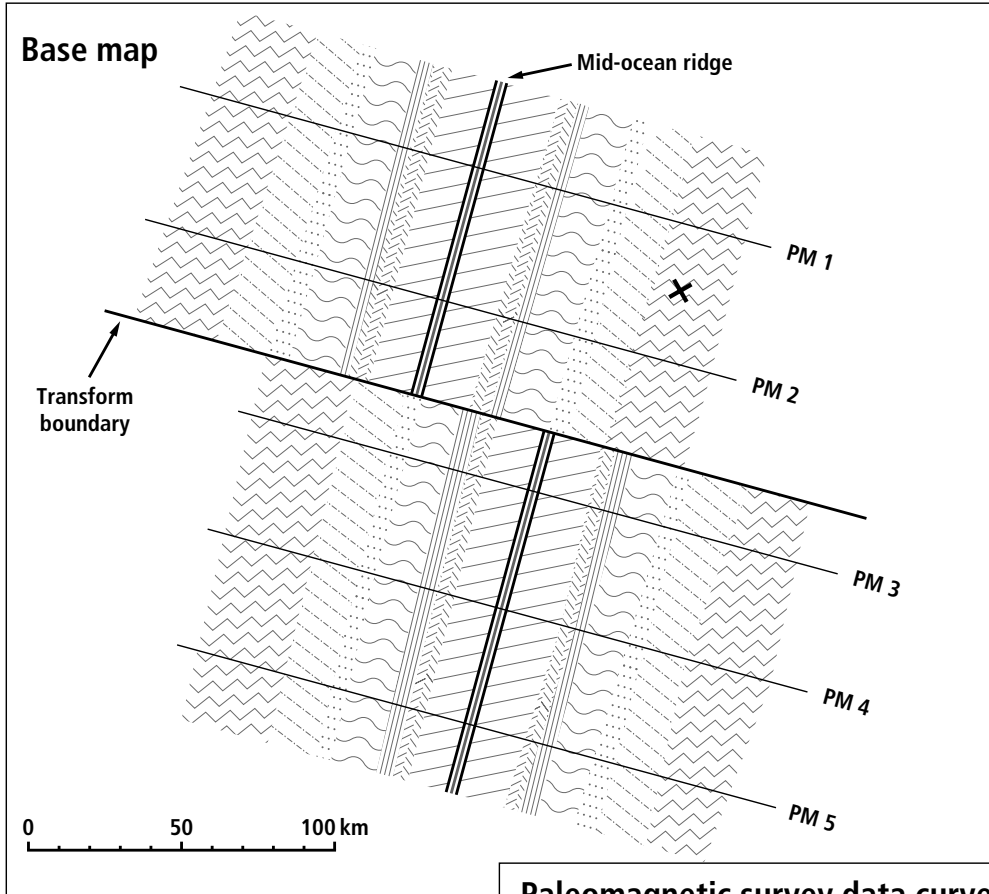 Base map
Mid-ocean ridge
PM 1
PM 2
Transform
boundary
PM 3
PM 4
PM 5
0 50 100 km
Paleomagnetic survey data curve